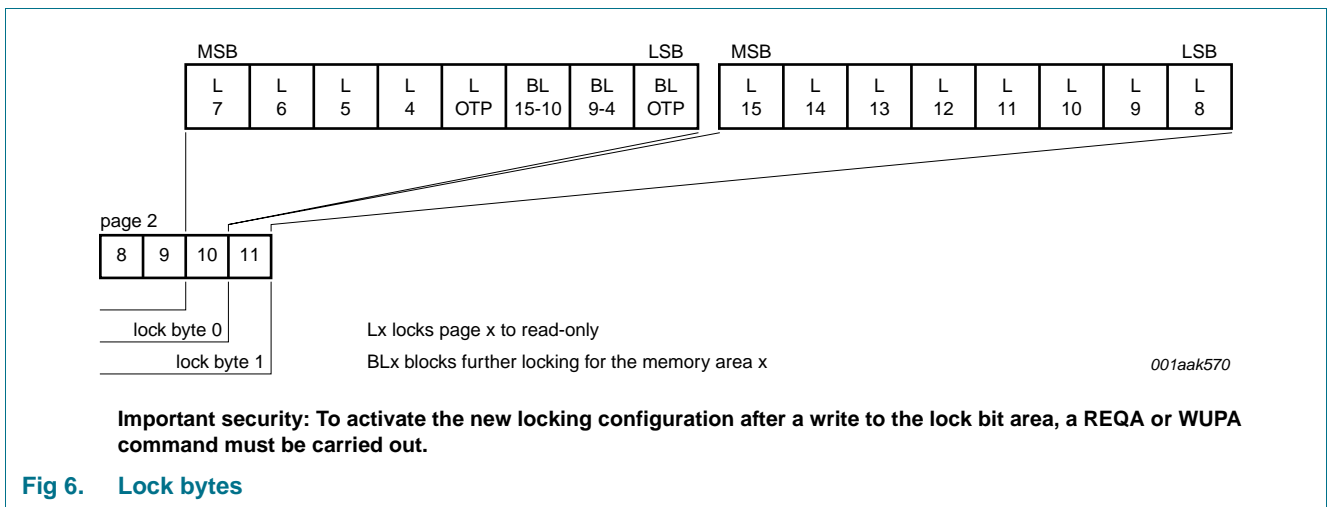 MSB LSB MSB LSB
L L L L L BL BL BL L L L L L L L L
7 6 5 4 OTP 15-10 9-4 OTP 15 14 13 12 11 10 9 8
page 2
8 9 10 11
lock byte 0 Lx locks page x to read-only
lock byte 1 BLx blocks further locking for the memory area x 001aak570
Important security: To activate the new locking configuration after a write to the lock bit area, a REQA or WUPA
command must be carried out.
Fig 6. Lock bytes